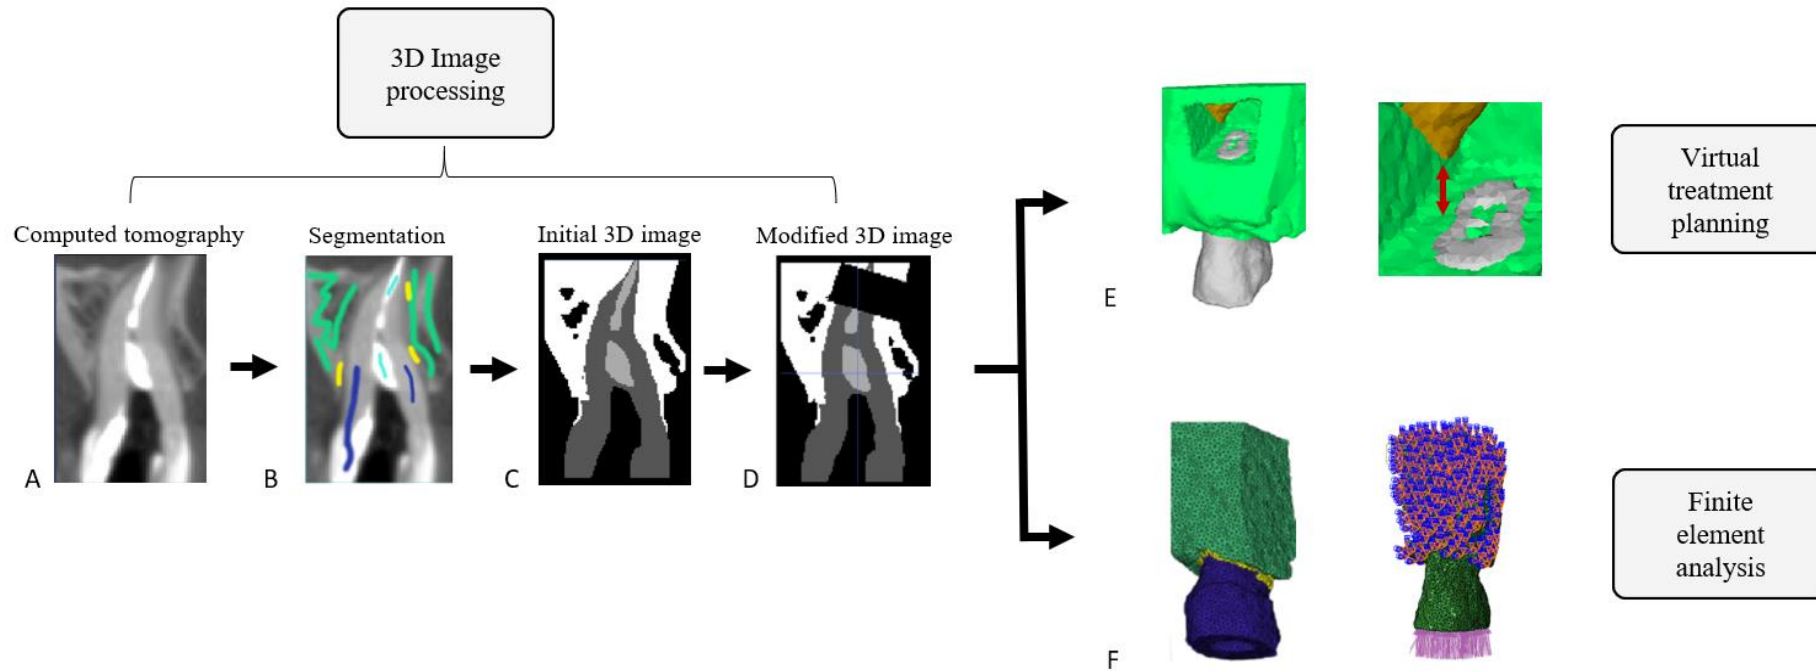 3D Image
processing
Computed tomography
Segmentation
Initial 3D image
Modified 3D image
A
B
C
D
E
Virtual
treatment
planning
F
Finite
element
analysis